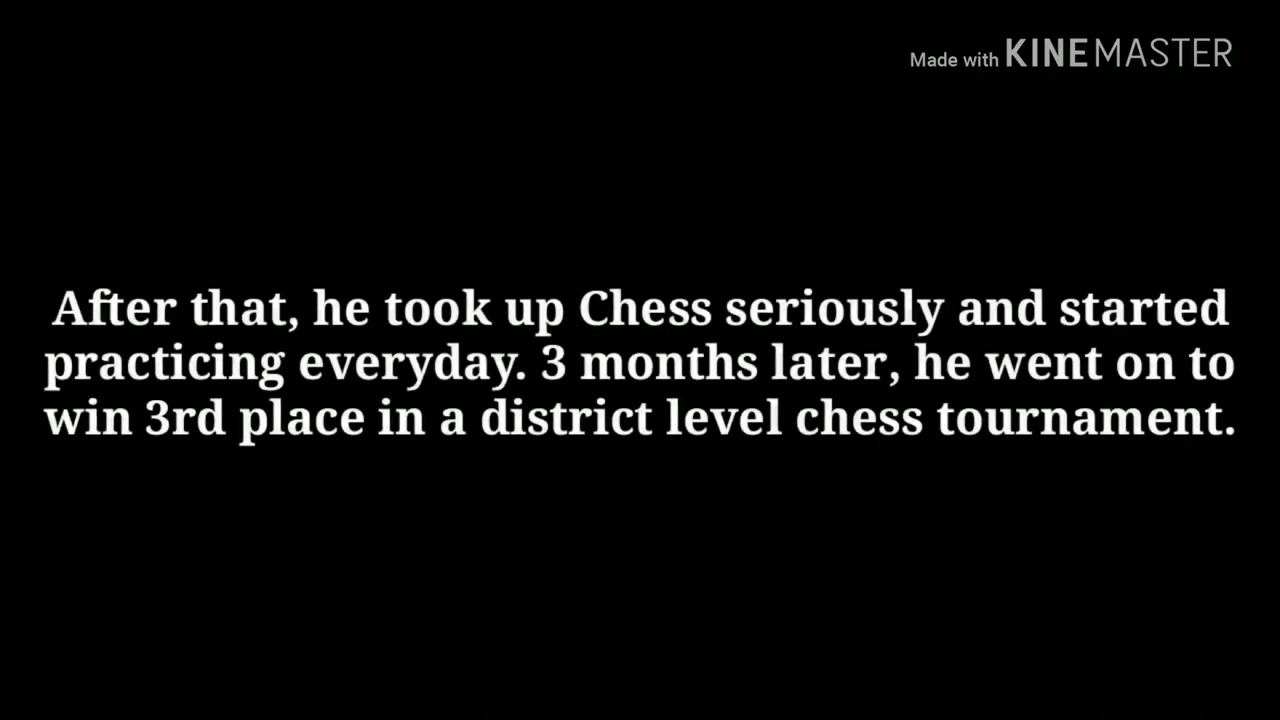 Made with KINEMASTER
After that, he took up Chess seriously and started
practicing everyday. 3 months later, he went on to
win 3rd place in a district level chess tournament.